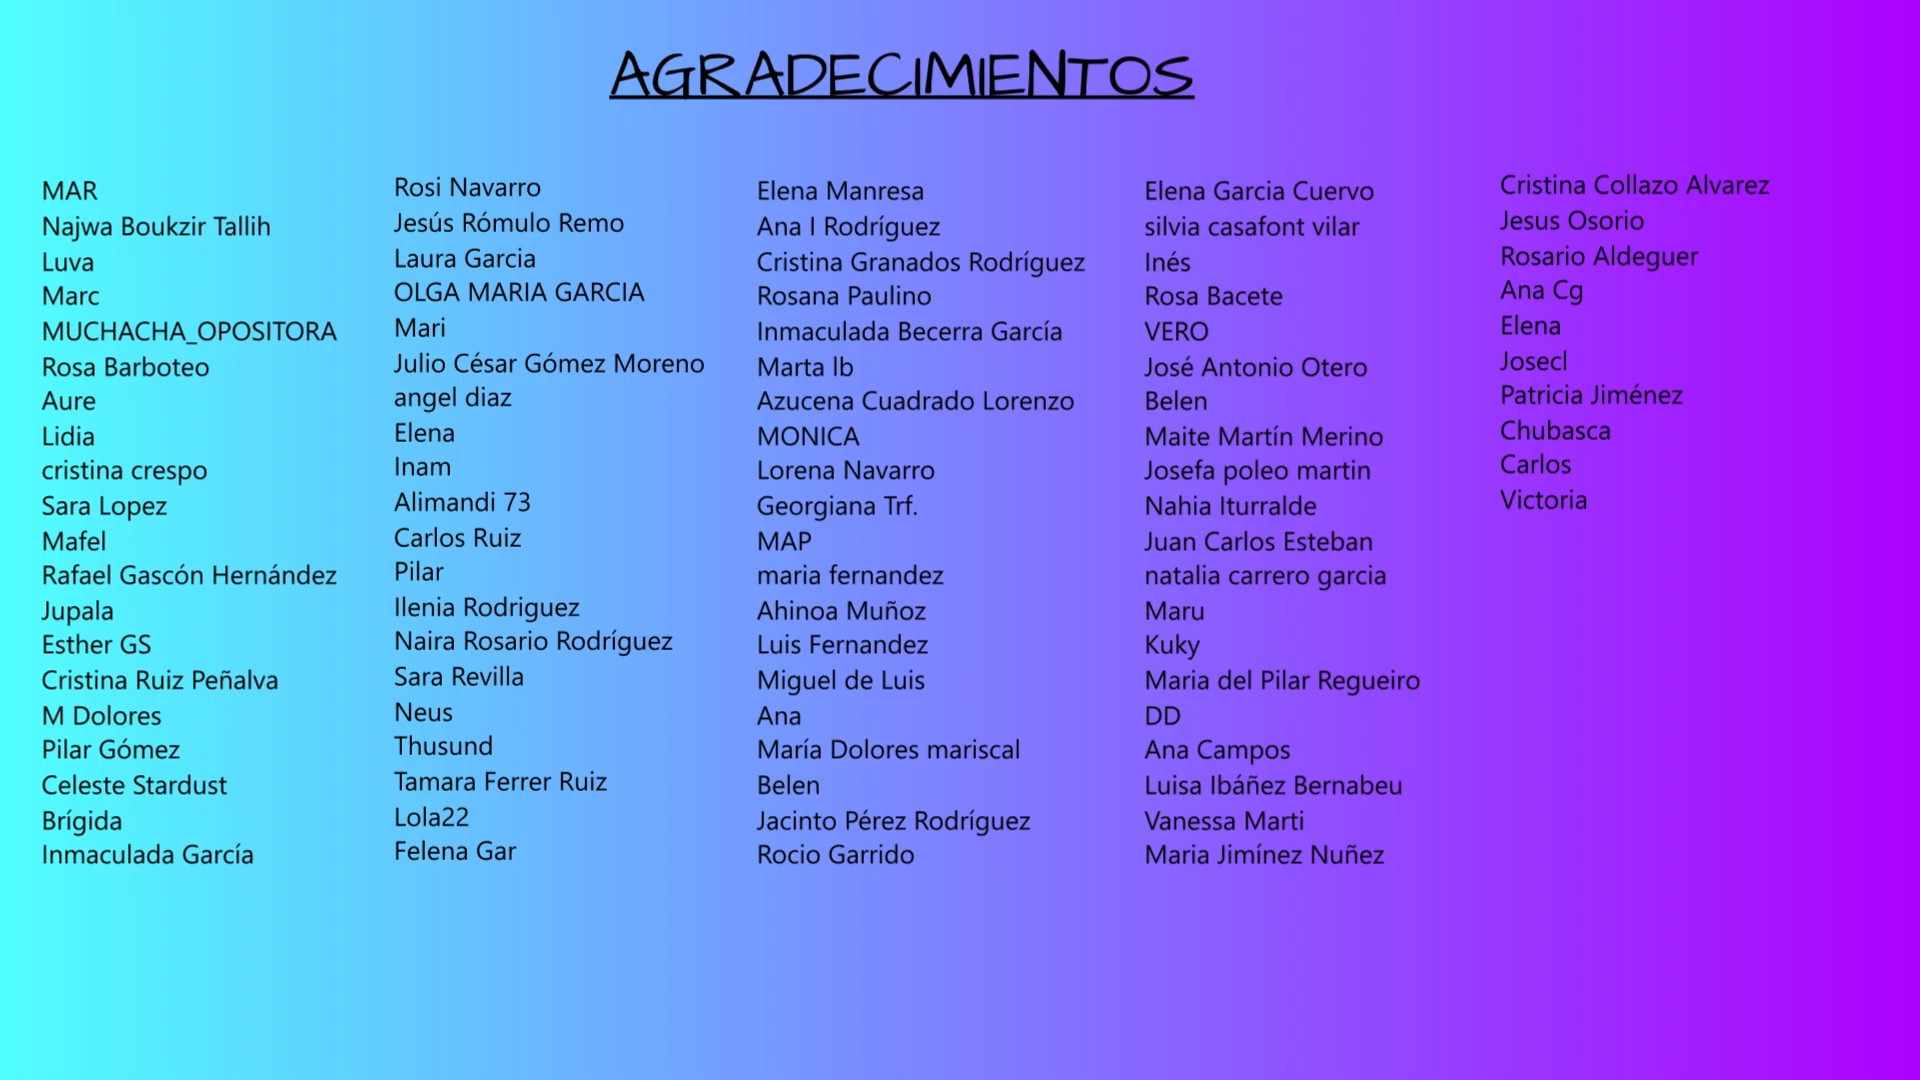 AGRADECIMIENTOS
MAR
Najwa Boukzir Tallih
Luva
Marc
MUCHACHA_OPOSITORA
Rosa Barboteo
Aure
Lidia
cristina crespo
Sara Lopez
Mafel
Rafael Gascón Hernández
Jupala
Esther GS
Cristina Ruiz Peñalva
M Dolores
Pilar Gómez
Celeste Stardust
Brígida
Inmaculada García
Rosi Navarro
Jesús Rómulo Remo
Laura Garcia
OLGA MARIA GARCIA
Mari
Julio César Gómez Moreno
angel diaz
Elena
Inam
Alimandi 73
Carlos Ruiz
Pilar
Ilenia Rodriguez
Naira Rosario Rodríguez
Sara Revilla
Neus
Thusund
Tamara Ferrer Ruiz
Lola22
Felena Gar
Elena Manresa
Ana I Rodríguez
Cristina Granados Rodríguez
Rosana Paulino
Inmaculada Becerra García
Marta lb
Azucena Cuadrado Lorenzo
MONICA
Lorena Navarro
Georgiana Trf.
MAP
maria fernandez
Ahinoa Muñoz
Luis Fernandez
Miguel de Luis
Ana
María Dolores mariscal
Belen
Jacinto Pérez Rodríguez
Rocio Garrido
Elena Garcia Cuervo
silvia casafont vilar
Inés
Rosa Bacete
VERO
José Antonio Otero
Belen
Maite Martín Merino
Josefa poleo martin
Nahia Iturralde
Juan Carlos Esteban
natalia carrero garcia
Maru
Kuky
Maria del Pilar Regueiro
DD
Ana Campos
Luisa Ibáñez Bernabeu
Vanessa Marti
Maria Jimínez Nuñez
Cristina Collazo Alvarez
Jesus Osorio
Rosario Aldeguer
Ana Cg
Elena
Josecl
Patricia Jiménez
Chubasca
Carlos
Victoria